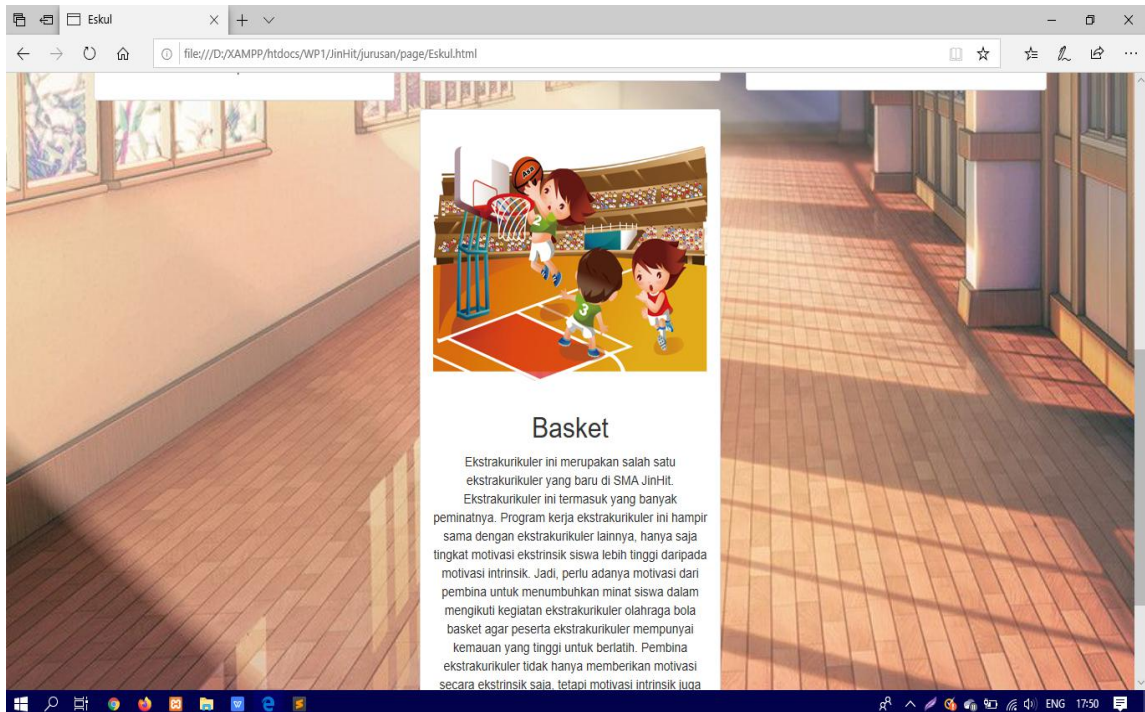 Eskul
file:///D:/XAMPP/htdocs/WP1/JinHit/jurusan/page/Eskul.html
2
3
Basket
Ekstrakurikuler ini merupakan salah satu
ekstrakurikuler yang baru di SMA JinHit.
Ekstrakurikuler ini termasuk yang banyak
peminatnya. Program kerja ekstrakurikuler ini hampir
sama dengan ekstrakurikuler lainnya, hanya saja
tingkat motivasi ekstrinsik siswa lebih tinggi daripada
motivasi intrinsik. Jadi, perlu adanya motivasi dari
pembina untuk menumbuhkan minat siswa dalam
mengikuti kegiatan ekstrakurikuler olahraga bola
basket agar peserta ekstrakurikuler mempunyai
kemauan yang tinggi untuk berlatih. Pembina
ekstrakurikuler tidak hanya memberikan motivasi
secara ekstrinsik saja, tetapi motivasi intrinsik juga
ENG 17:50